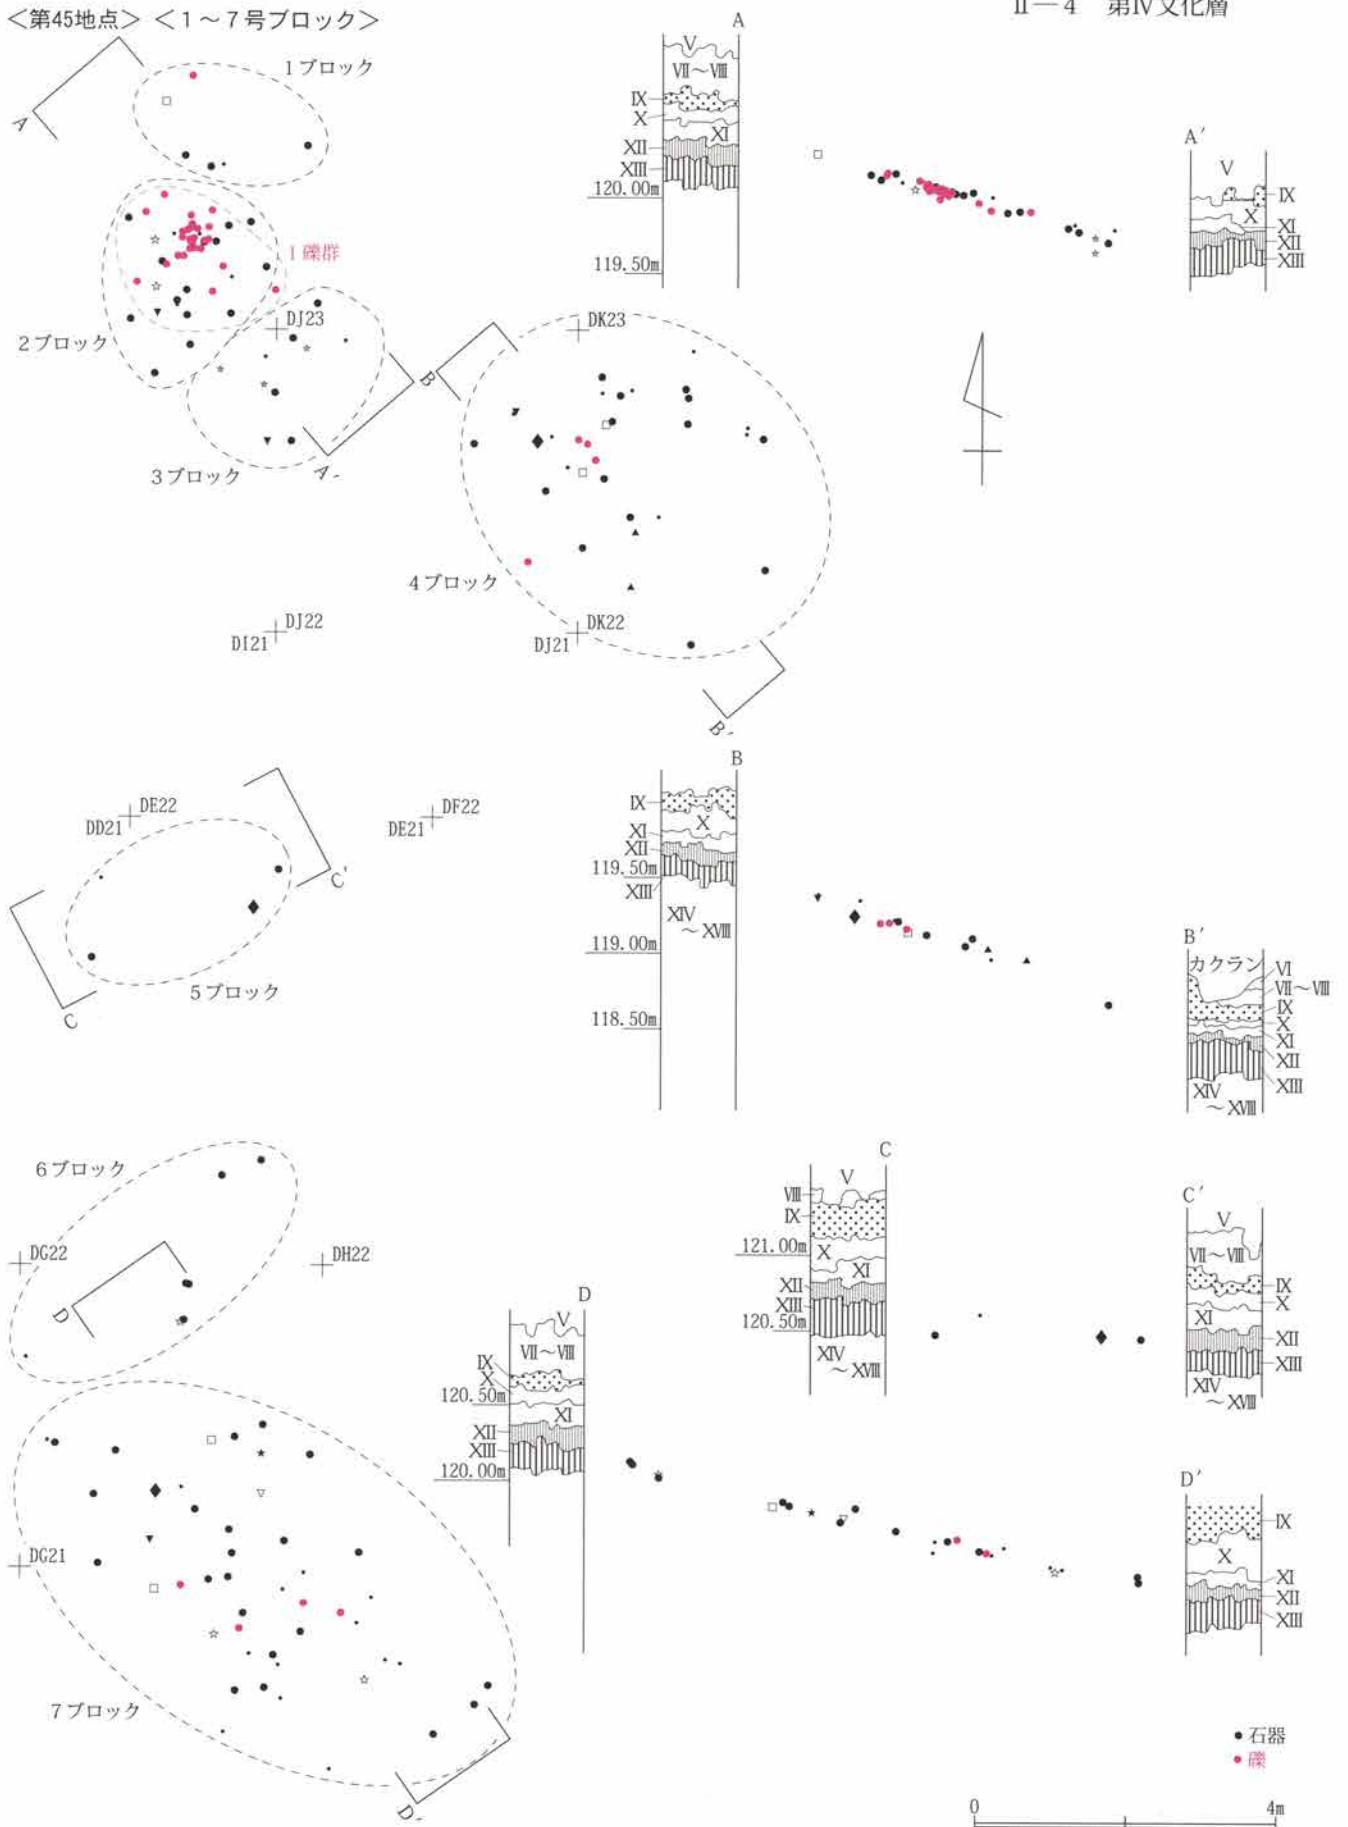 ＜第45地点＞ ＜1～7号ブロック＞
Ⅱ―4 第Ⅳ文化層
1ブロック
A
1礫群
2ブロック
DJ23
3ブロック
A′
B
DK23
4ブロック
DJ22
DI21
DK22
DJ21
B′
A
V
Ⅶ～Ⅷ
Ⅸ
X
Ⅺ
Ⅻ
XIII
120.00m
119.50m
A′
V
Ⅸ
X
Ⅺ
Ⅻ
XIII
DE22
DD21
DF22
DE21
C′
C
5ブロック
B
Ⅸ
X
Ⅺ
Ⅻ
119.50m
XIII
XIV
～XVIII
119.00m
118.50m
B′
カクラン
Ⅵ
Ⅶ～Ⅷ
Ⅸ
X
Ⅺ
Ⅻ
XIII
XIV
～XVIII
6ブロック
DG22
DH22
D
DG21
7ブロック
D′
C
V
Ⅷ
Ⅸ
121.00m
X
Ⅺ
Ⅻ
XIII
120.50m
XIV
～XVIII
C′
V
Ⅶ～Ⅷ
Ⅸ
X
Ⅺ
Ⅻ
XIII
XIV
～XVIII
D
V
Ⅶ～Ⅷ
Ⅸ
X
120.50m
Ⅺ
Ⅻ
XIII
120.00m
D′
Ⅸ
X
Ⅺ
Ⅻ
XIII
石器
礫
0 4m